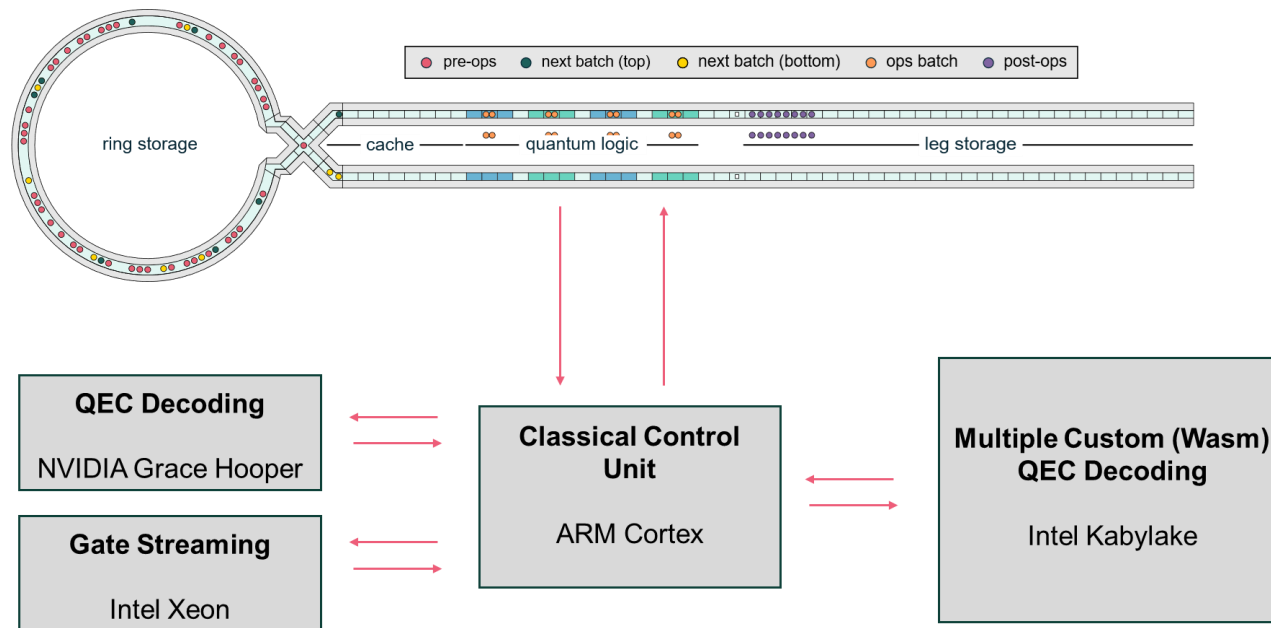 pre-ops
next batch (top)
next batch (bottom)
ops batch
post-ops
ring storage
cache
quantum logic
leg storage
QEC Decoding
NVIDIA Grace Hooper
Gate Streaming
Intel Xeon
Classical Control
Unit
ARM Cortex
Multiple Custom (Wasm)
QEC Decoding
Intel Kabylake